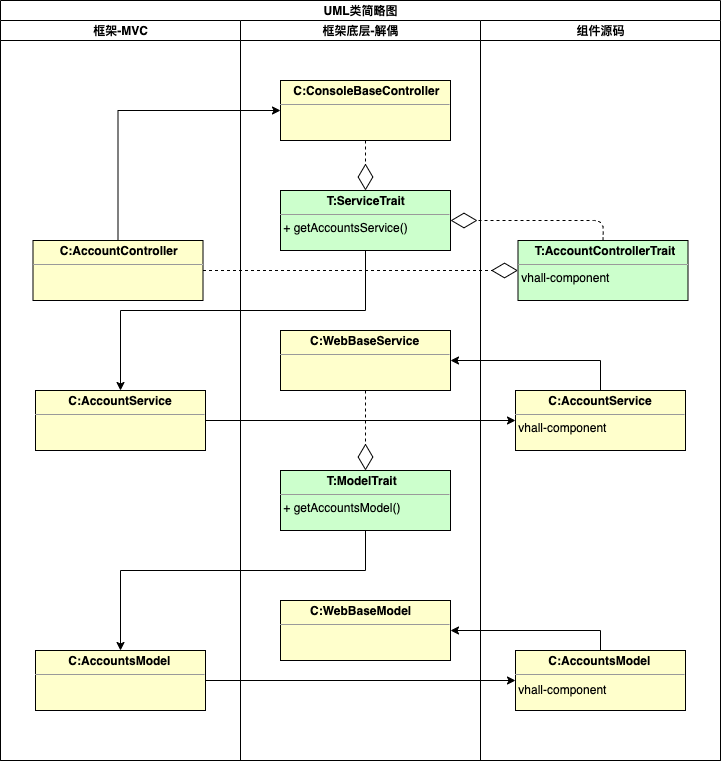 UML类简略图
框架-MVC
框架底层-解偶
组件源码
C:ConsoleBaseController
T:ServiceTrait
+ getAccountsService()
C:AccountController
T:AccountControllerTrait
vhall-component
C:WebBaseService
C:AccountService
C:AccountService
vhall-component
T:ModelTrait
+ getAccountsModel()
C:WebBaseModel
C:AccountsModel
C:AccountsModel
vhall-component